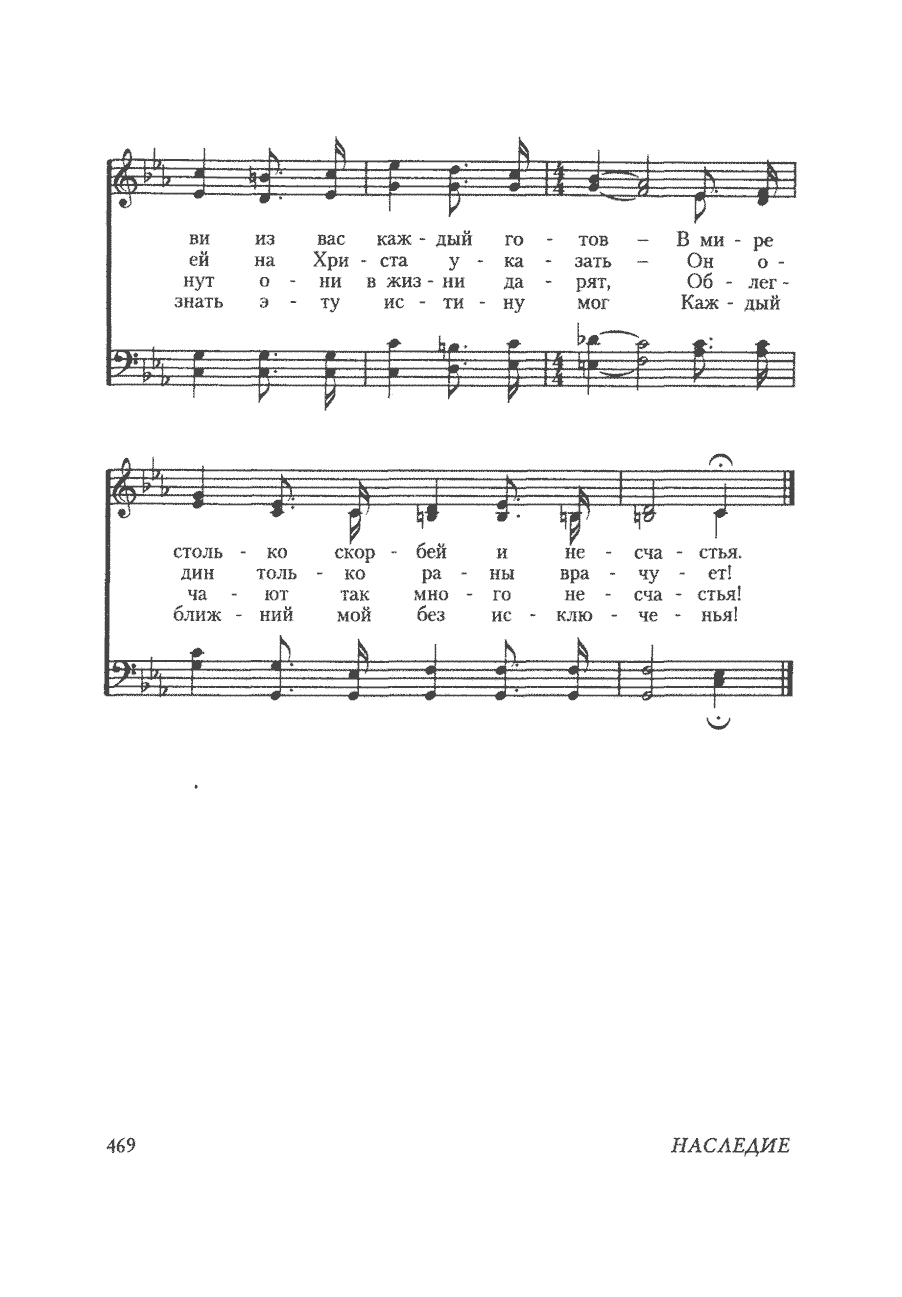 ви из вас каж - дый го - тов – В ми - ре
ей на Хри - ста у - ка - зать – Он о -
нут о - ни в жиз - ни да - рят, Об - лег -
знать э - ту ис - ти - ну мог Каж - дый
столь - ко скор - бей и не - сча - стья.
дин толь - ко ра - ны вра - чу - ет!
ча - ют так мно - го не - сча - стья!
ближ - ний мой без ис - клю - че - нья!
469 НАСЛЕДИЕ